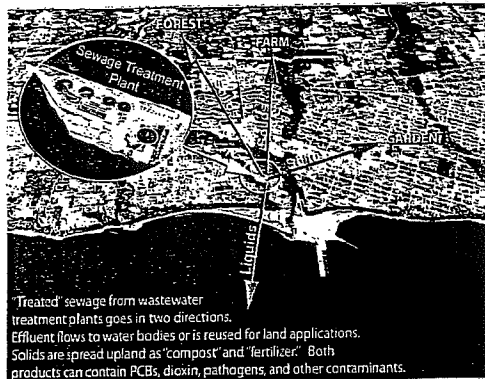 FOREST
FARM
Sewage Treatment
Plant
GARDEN
Liquids
"Treated" sewage from wastewater
treatment plants goes in two directions.
Effluent flows to water bodies or is reused for land applications.
Solids are spread upland as "compost" and "fertilizer." Both
products can contain PCBs, dioxin, pathogens, and other contaminants.